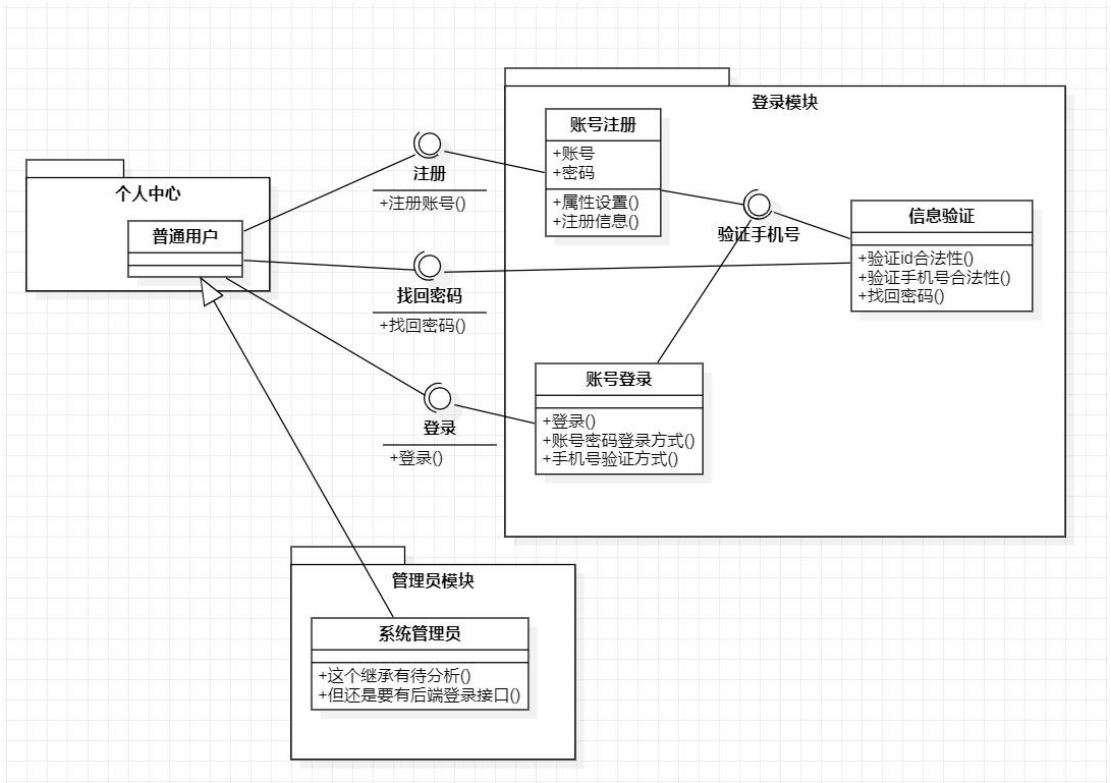 登录模块
账号注册
+账号
+密码
+属性设置()
+注册信息()
注册
+注册账号()
个人中心
普通用户
验证手机号
信息验证
+验证id合法性()
+验证手机号合法性()
+找回密码()
找回密码
+找回密码()
账号登录
+登录()
+账号密码登录方式()
+手机号验证方式()
登录
+登录()
管理员模块
系统管理员
+这个继承有待分析()
+但还是要有后端登录接口()